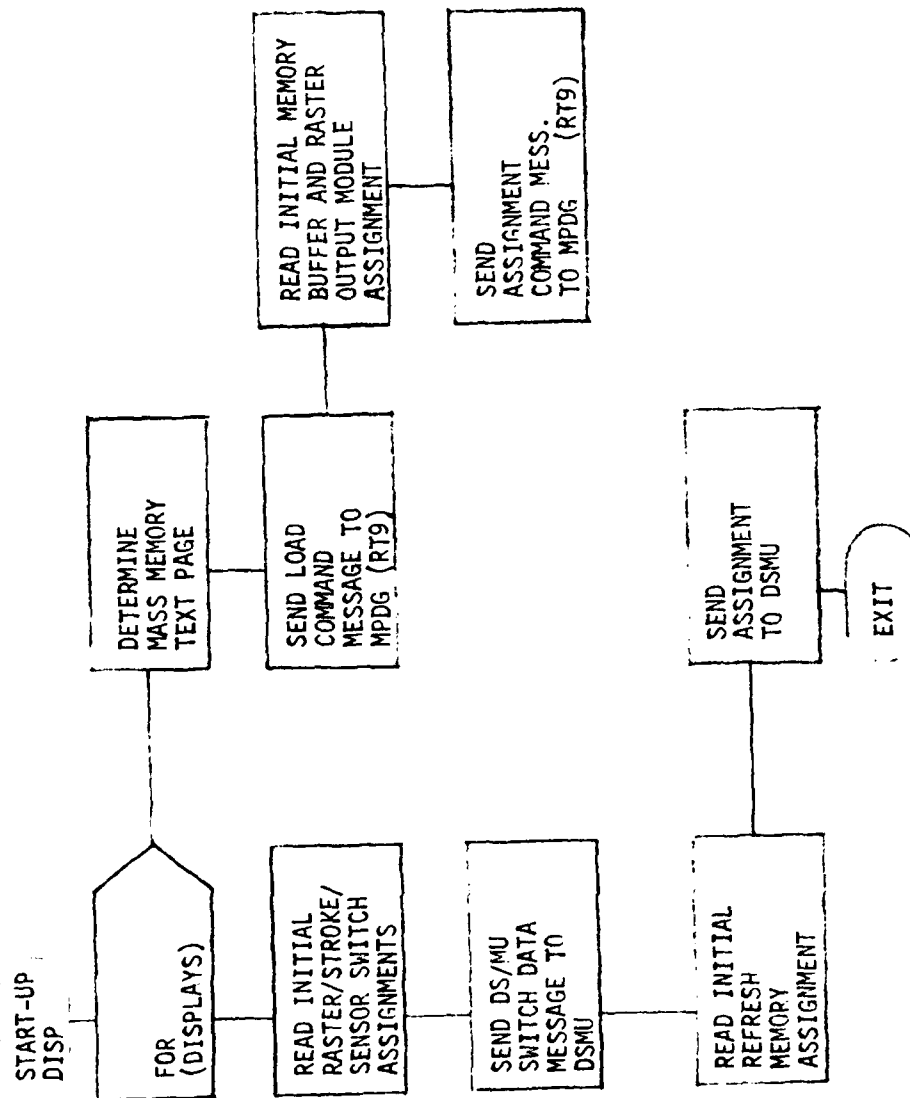 START-UP
DISP
FOR
(DISPLAYS)
DETERMINE
MASS MEMORY
TEXT PAGE
SEND LOAD
COMMAND
MESSAGE TO
MPDG (RT9)
READ INITIAL MEMORY
BUFFER AND RASTER
OUTPUT MODULE
ASSIGNMENT
SEND
ASSIGNMENT
COMMAND MESS.
TO MPDG (RT9)
READ INITIAL
RASTER/STROKE/
SENSOR SWITCH
ASSIGNMENTS
SEND DS/MU
SWITCH DATA
MESSAGE TO
DSMU
READ INITIAL
REFRESH
MEMORY
ASSIGNMENT
SEND
ASSIGNMENT
TO DSMU
EXIT